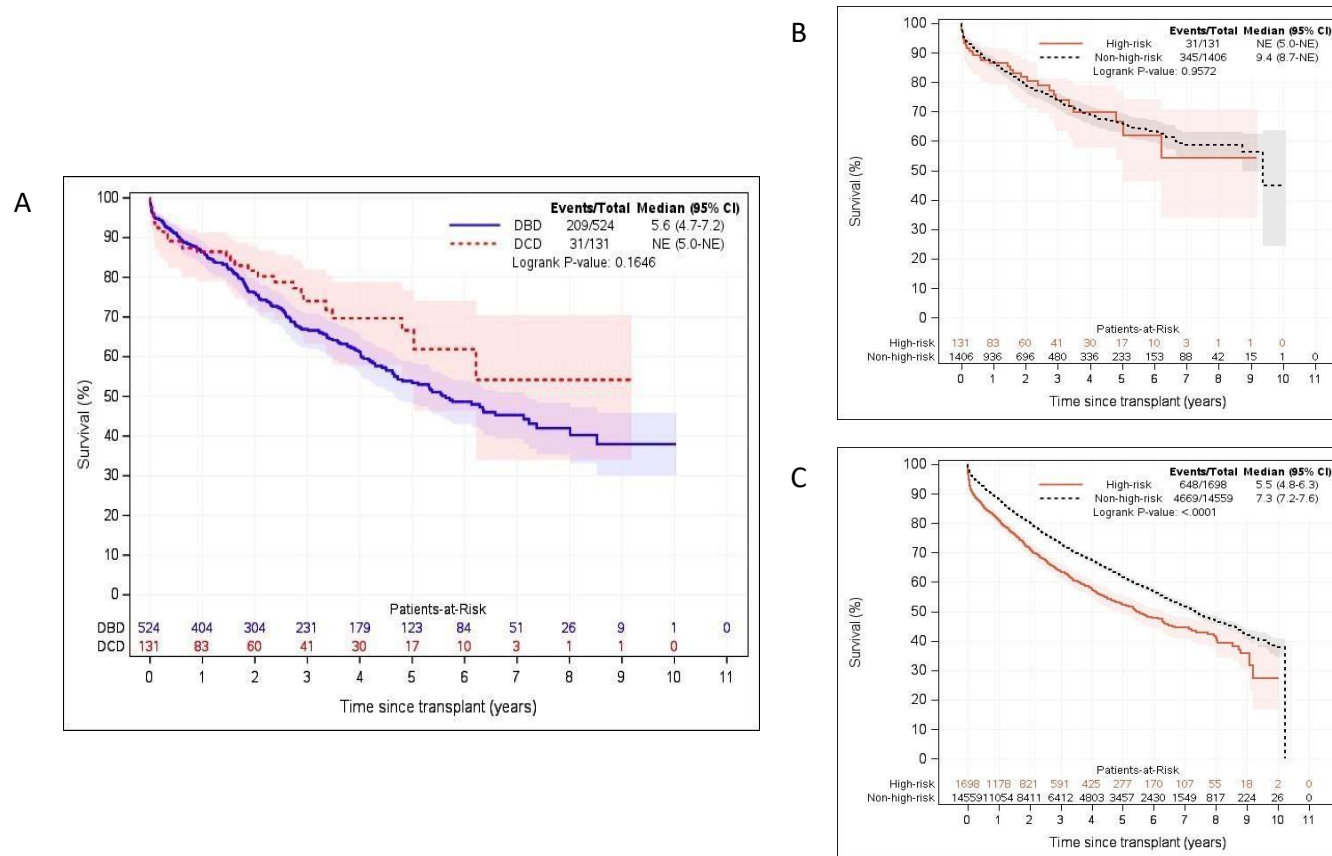 A
Events/Total Median (95% CI)
DBD 209/524 5.6 (4.7-7.2)
DCD 31/131 NE (5.0-NE)
Logrank P-value: 0.1646
Survival (%)
100
90
80
70
60
50
40
30
20
10
0
Patients-at-Risk
DBD 524 404 304 231 179 123 84 51 26 9 1 0
DCD 131 83 60 41 30 17 10 3 1 1 0
0 1 2 3 4 5 6 7 8 9 10 11
Time since transplant (years)
B
Events/Total Median (95% CI)
High-risk 31/131 NE (5.0-NE)
Non-high-risk 345/1406 9.4 (8.7-NE)
Logrank P-value: 0.9572
Survival (%)
100
90
80
70
60
50
40
30
20
10
0
Patients-at-Risk
High-risk 131 83 60 41 30 17 10 3 1 1 0
Non-high-risk 1406 936 696 480 336 233 153 88 42 15 1 0
0 1 2 3 4 5 6 7 8 9 10 11
Time since transplant (years)
C
Events/Total Median (95% CI)
High-risk 648/1698 5.5 (4.8-6.3)
Non-high-risk 4669/14559 7.3 (7.2-7.6)
Logrank P-value: <.0001
Survival (%)
100
90
80
70
60
50
40
30
20
10
0
Patients-at-Risk
High-risk 1698 1178 821 591 425 277 170 107 55 18 2 0
Non-high-risk 14559 11054 8411 6412 4803 3457 2430 1549 817 224 26 0
0 1 2 3 4 5 6 7 8 9 10 11
Time since transplant (years)